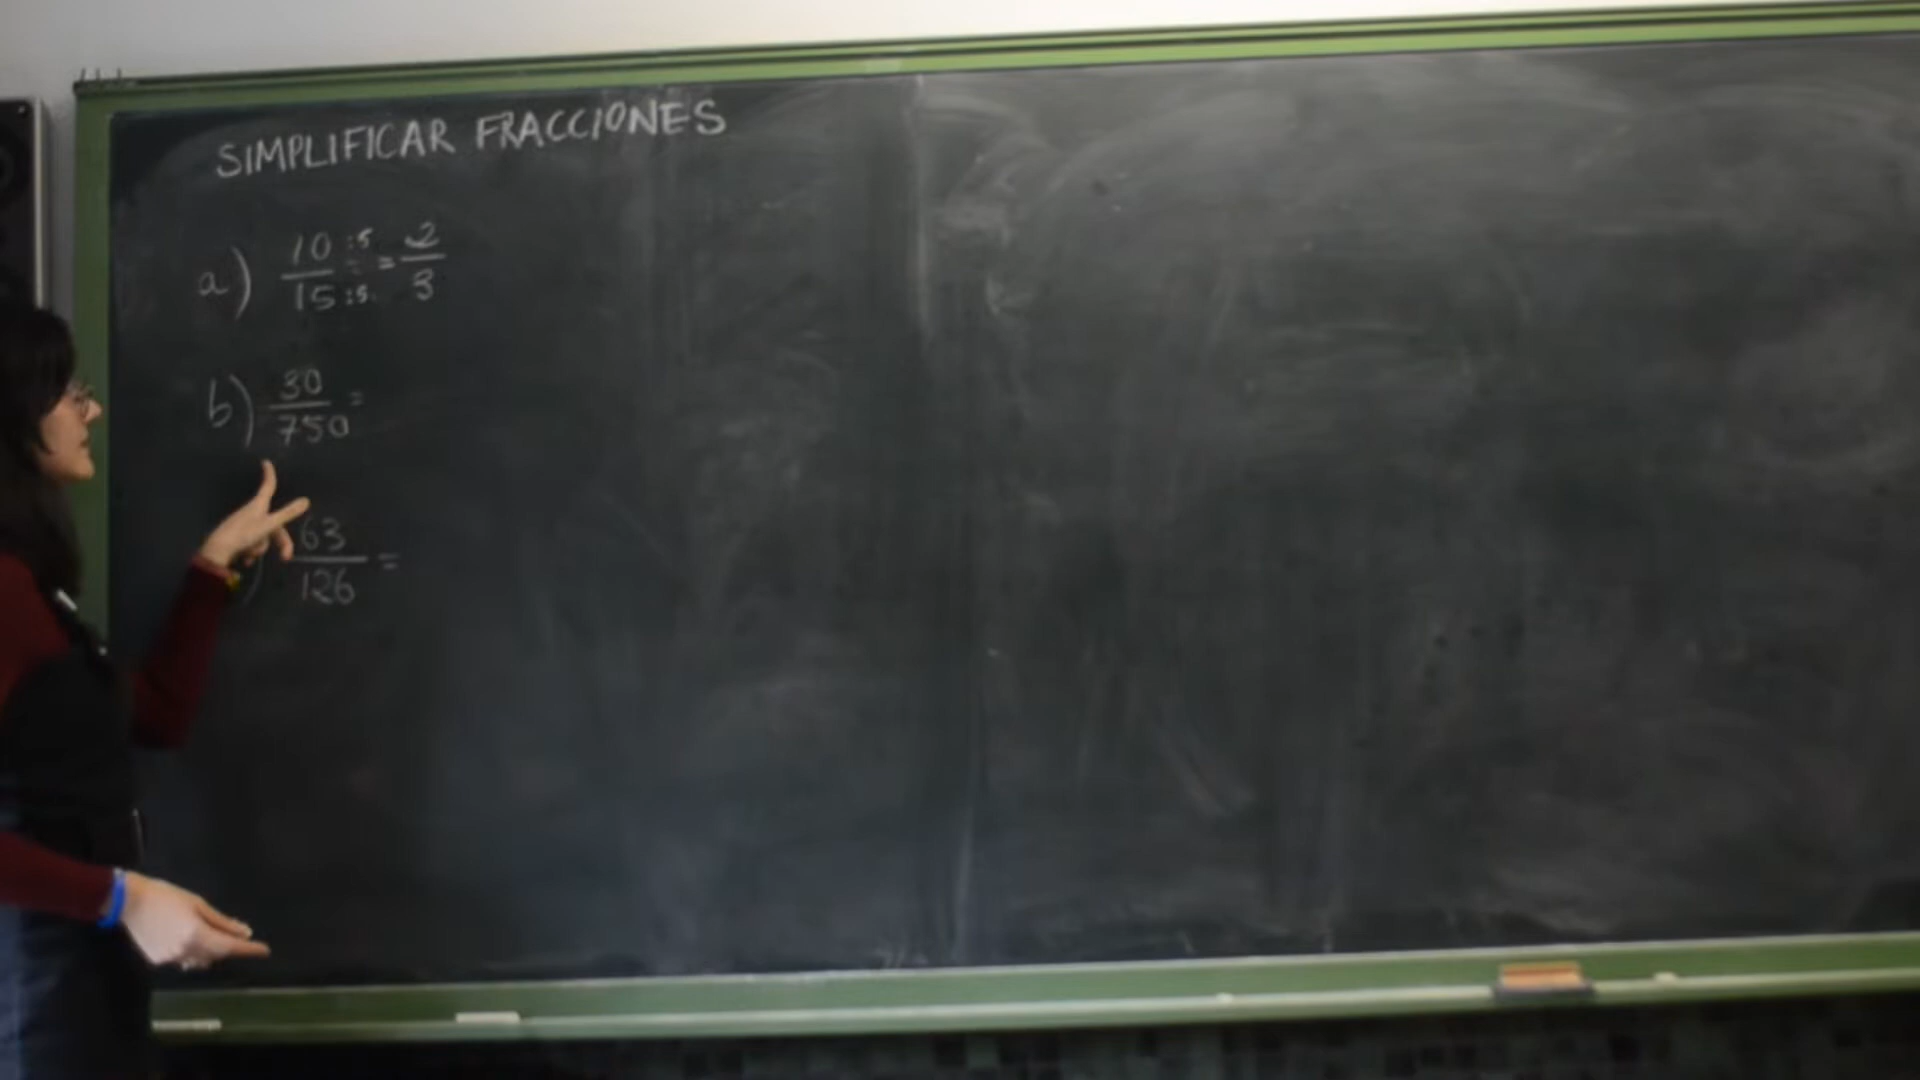 SIMPLIFICAR FRACCIONES
a) 10 :5 = 2
15 :5 3
b) 30 =
750
) 63 =
126